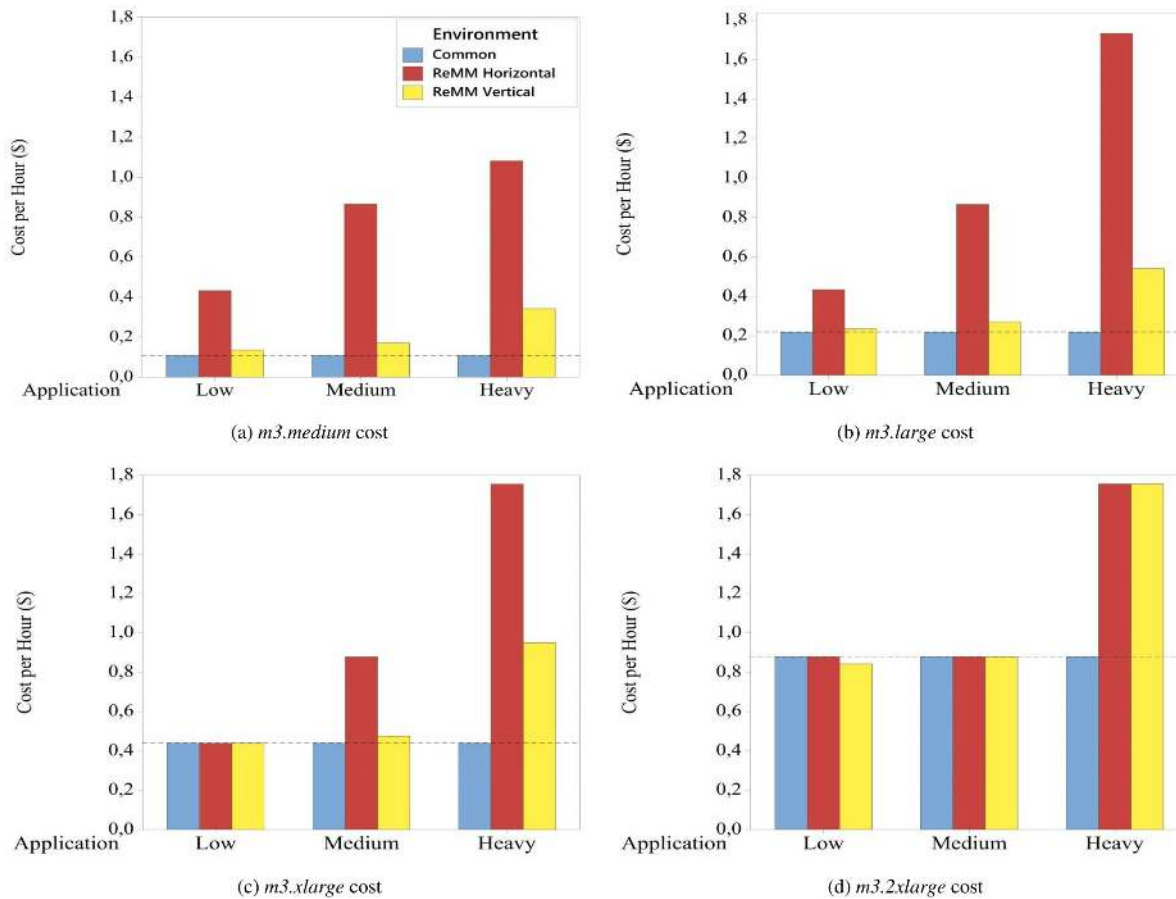 1,8
1,6
1,4
1,2
1,0
0,8
0,6
0,4
0,2
0,0
Cost per Hour ($)
Environment
Common
ReMM Horizontal
ReMM Vertical
Application Low Medium Heavy
(a) m3.medium cost
1,8
1,6
1,4
1,2
1,0
0,8
0,6
0,4
0,2
0,0
Cost per Hour ($)
Application Low Medium Heavy
(b) m3.large cost
1,8
1,6
1,4
1,2
1,0
0,8
0,6
0,4
0,2
0,0
Cost per Hour ($)
Application Low Medium Heavy
(c) m3.xlarge cost
1,8
1,6
1,4
1,2
1,0
0,8
0,6
0,4
0,2
0,0
Cost per Hour ($)
Application Low Medium Heavy
(d) m3.2xlarge cost